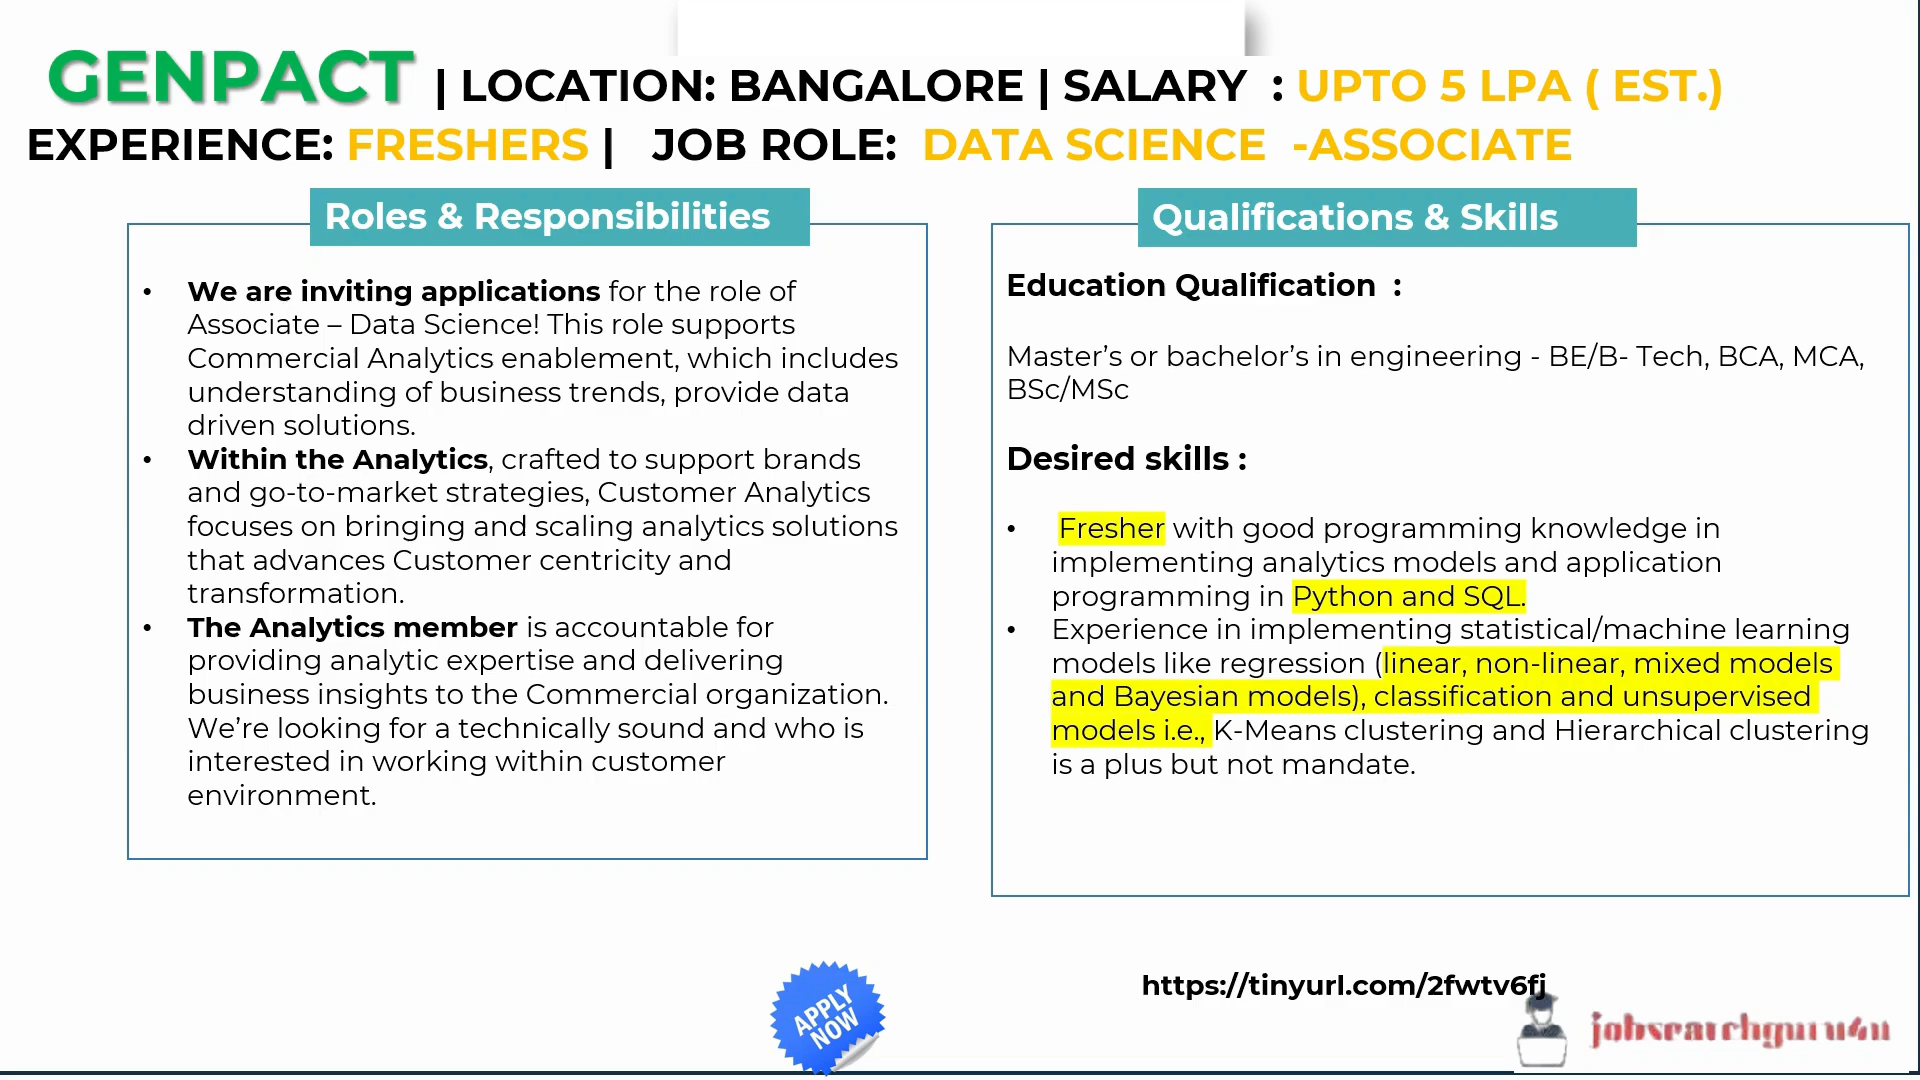 GENPACT | LOCATION: BANGALORE | SALARY : UPTO 5 LPA ( EST.)
EXPERIENCE: FRESHERS | JOB ROLE: DATA SCIENCE -ASSOCIATE
Roles & Responsibilities
• We are inviting applications for the role of
Associate – Data Science! This role supports
Commercial Analytics enablement, which includes
understanding of business trends, provide data
driven solutions.
• Within the Analytics, crafted to support brands
and go-to-market strategies, Customer Analytics
focuses on bringing and scaling analytics solutions
that advances Customer centricity and
transformation.
• The Analytics member is accountable for
providing analytic expertise and delivering
business insights to the Commercial organization.
We’re looking for a technically sound and who is
interested in working within customer
environment.
Qualifications & Skills
Education Qualification :
Master’s or bachelor’s in engineering - BE/B- Tech, BCA, MCA,
BSc/MSc
Desired skills :
• Fresher with good programming knowledge in
implementing analytics models and application
programming in Python and SQL.
• Experience in implementing statistical/machine learning
models like regression (linear, non-linear, mixed models
and Bayesian models), classification and unsupervised
models i.e., K-Means clustering and Hierarchical clustering
is a plus but not mandate.
APPLY
NOW
https://tinyurl.com/2fwtv6fj
jobsearchguru4u